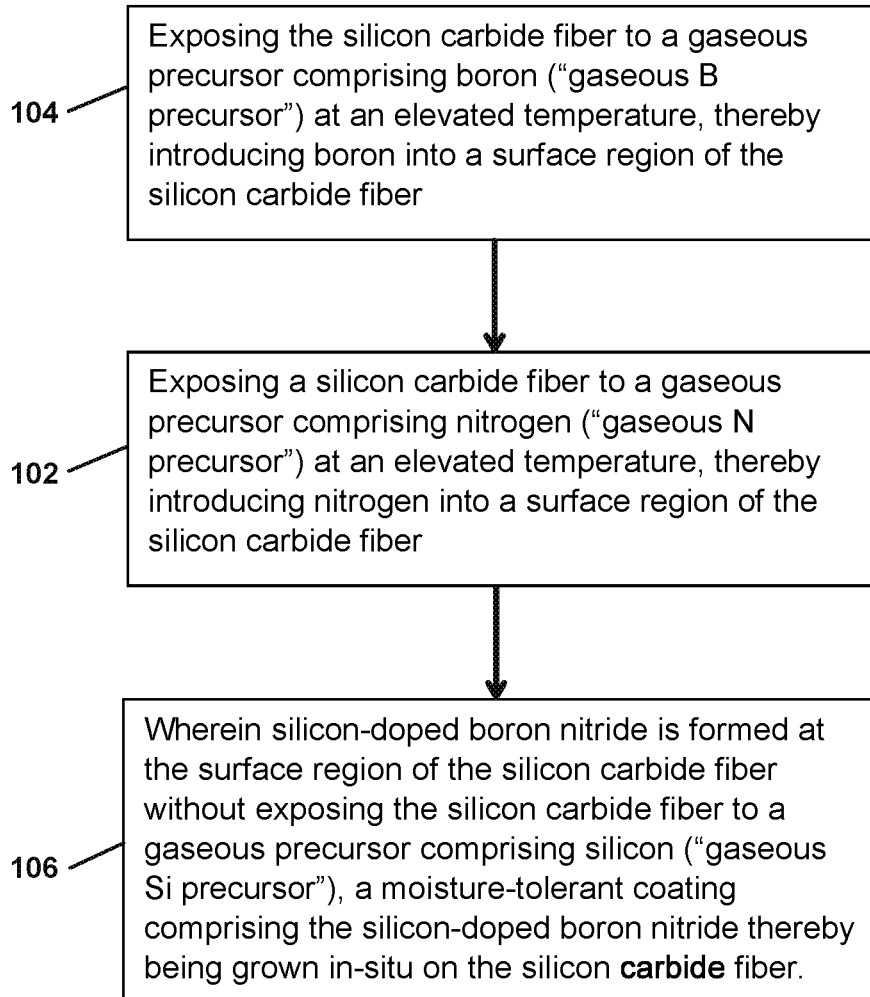 Exposing the silicon carbide fiber to a gaseous
precursor comprising boron (“gaseous B
precursor”) at an elevated temperature, thereby
introducing boron into a surface region of the
silicon carbide fiber
104
Exposing a silicon carbide fiber to a gaseous
precursor comprising nitrogen (“gaseous N
precursor”) at an elevated temperature, thereby
introducing nitrogen into a surface region of the
silicon carbide fiber
102
Wherein silicon-doped boron nitride is formed at
the surface region of the silicon carbide fiber
without exposing the silicon carbide fiber to a
gaseous precursor comprising silicon (“gaseous
Si precursor”), a moisture-tolerant coating
comprising the silicon-doped boron nitride thereby
being grown in-situ on the silicon carbide fiber.
106